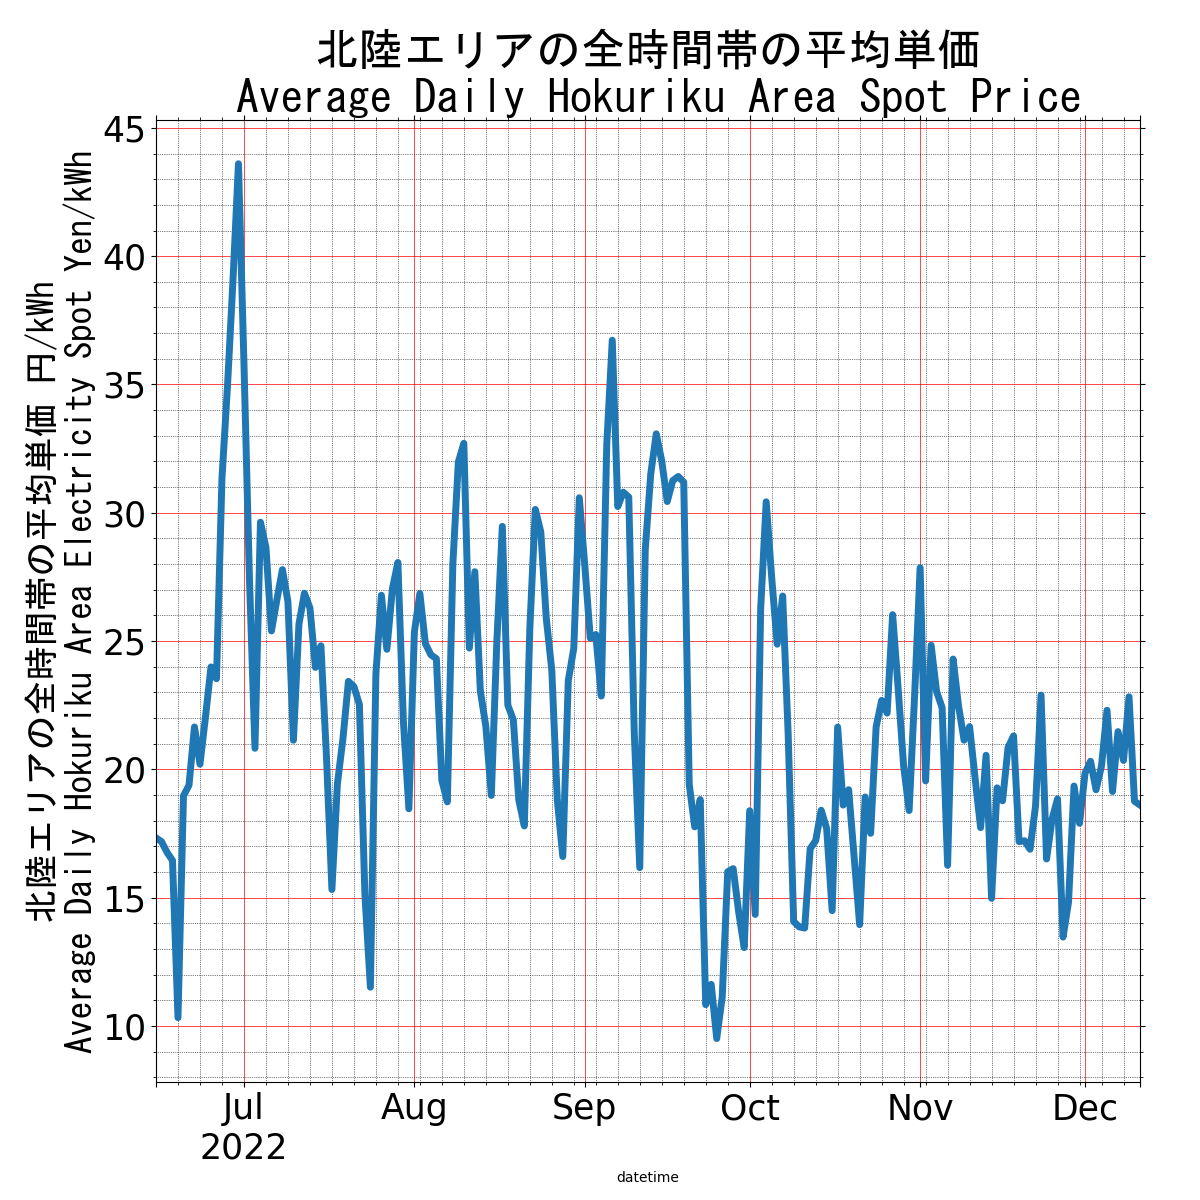 北陸エリアの全時間帯の平均単価
Average Daily Hokuriku Area Spot Price
北陸エリアの全時間帯の平均単価 円/kWh
Average Daily Hokuriku Area Electricity Spot Yen/kWh
45
40
35
30
25
20
15
10
Jul
2022
Aug
Sep
Oct
Nov
Dec
datetime